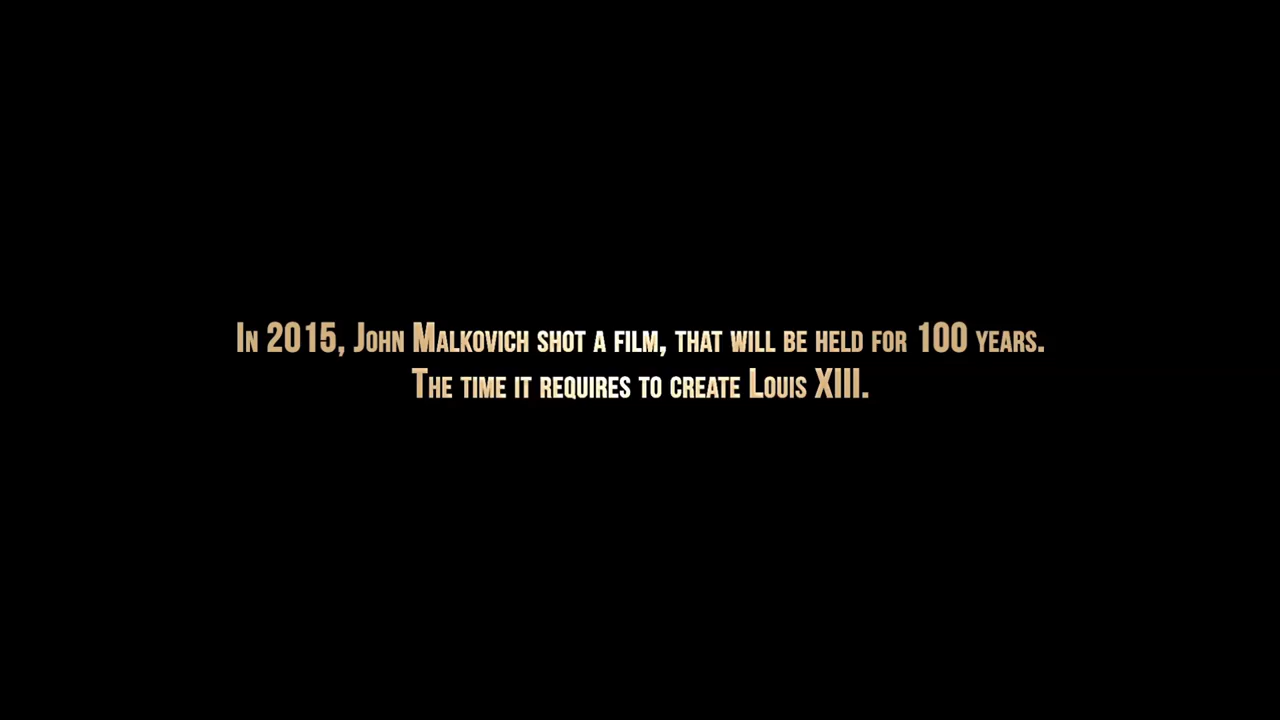 In 2015, John Malkovich shot a film, that will be held for 100 years.
The time it requires to create Louis XIII.